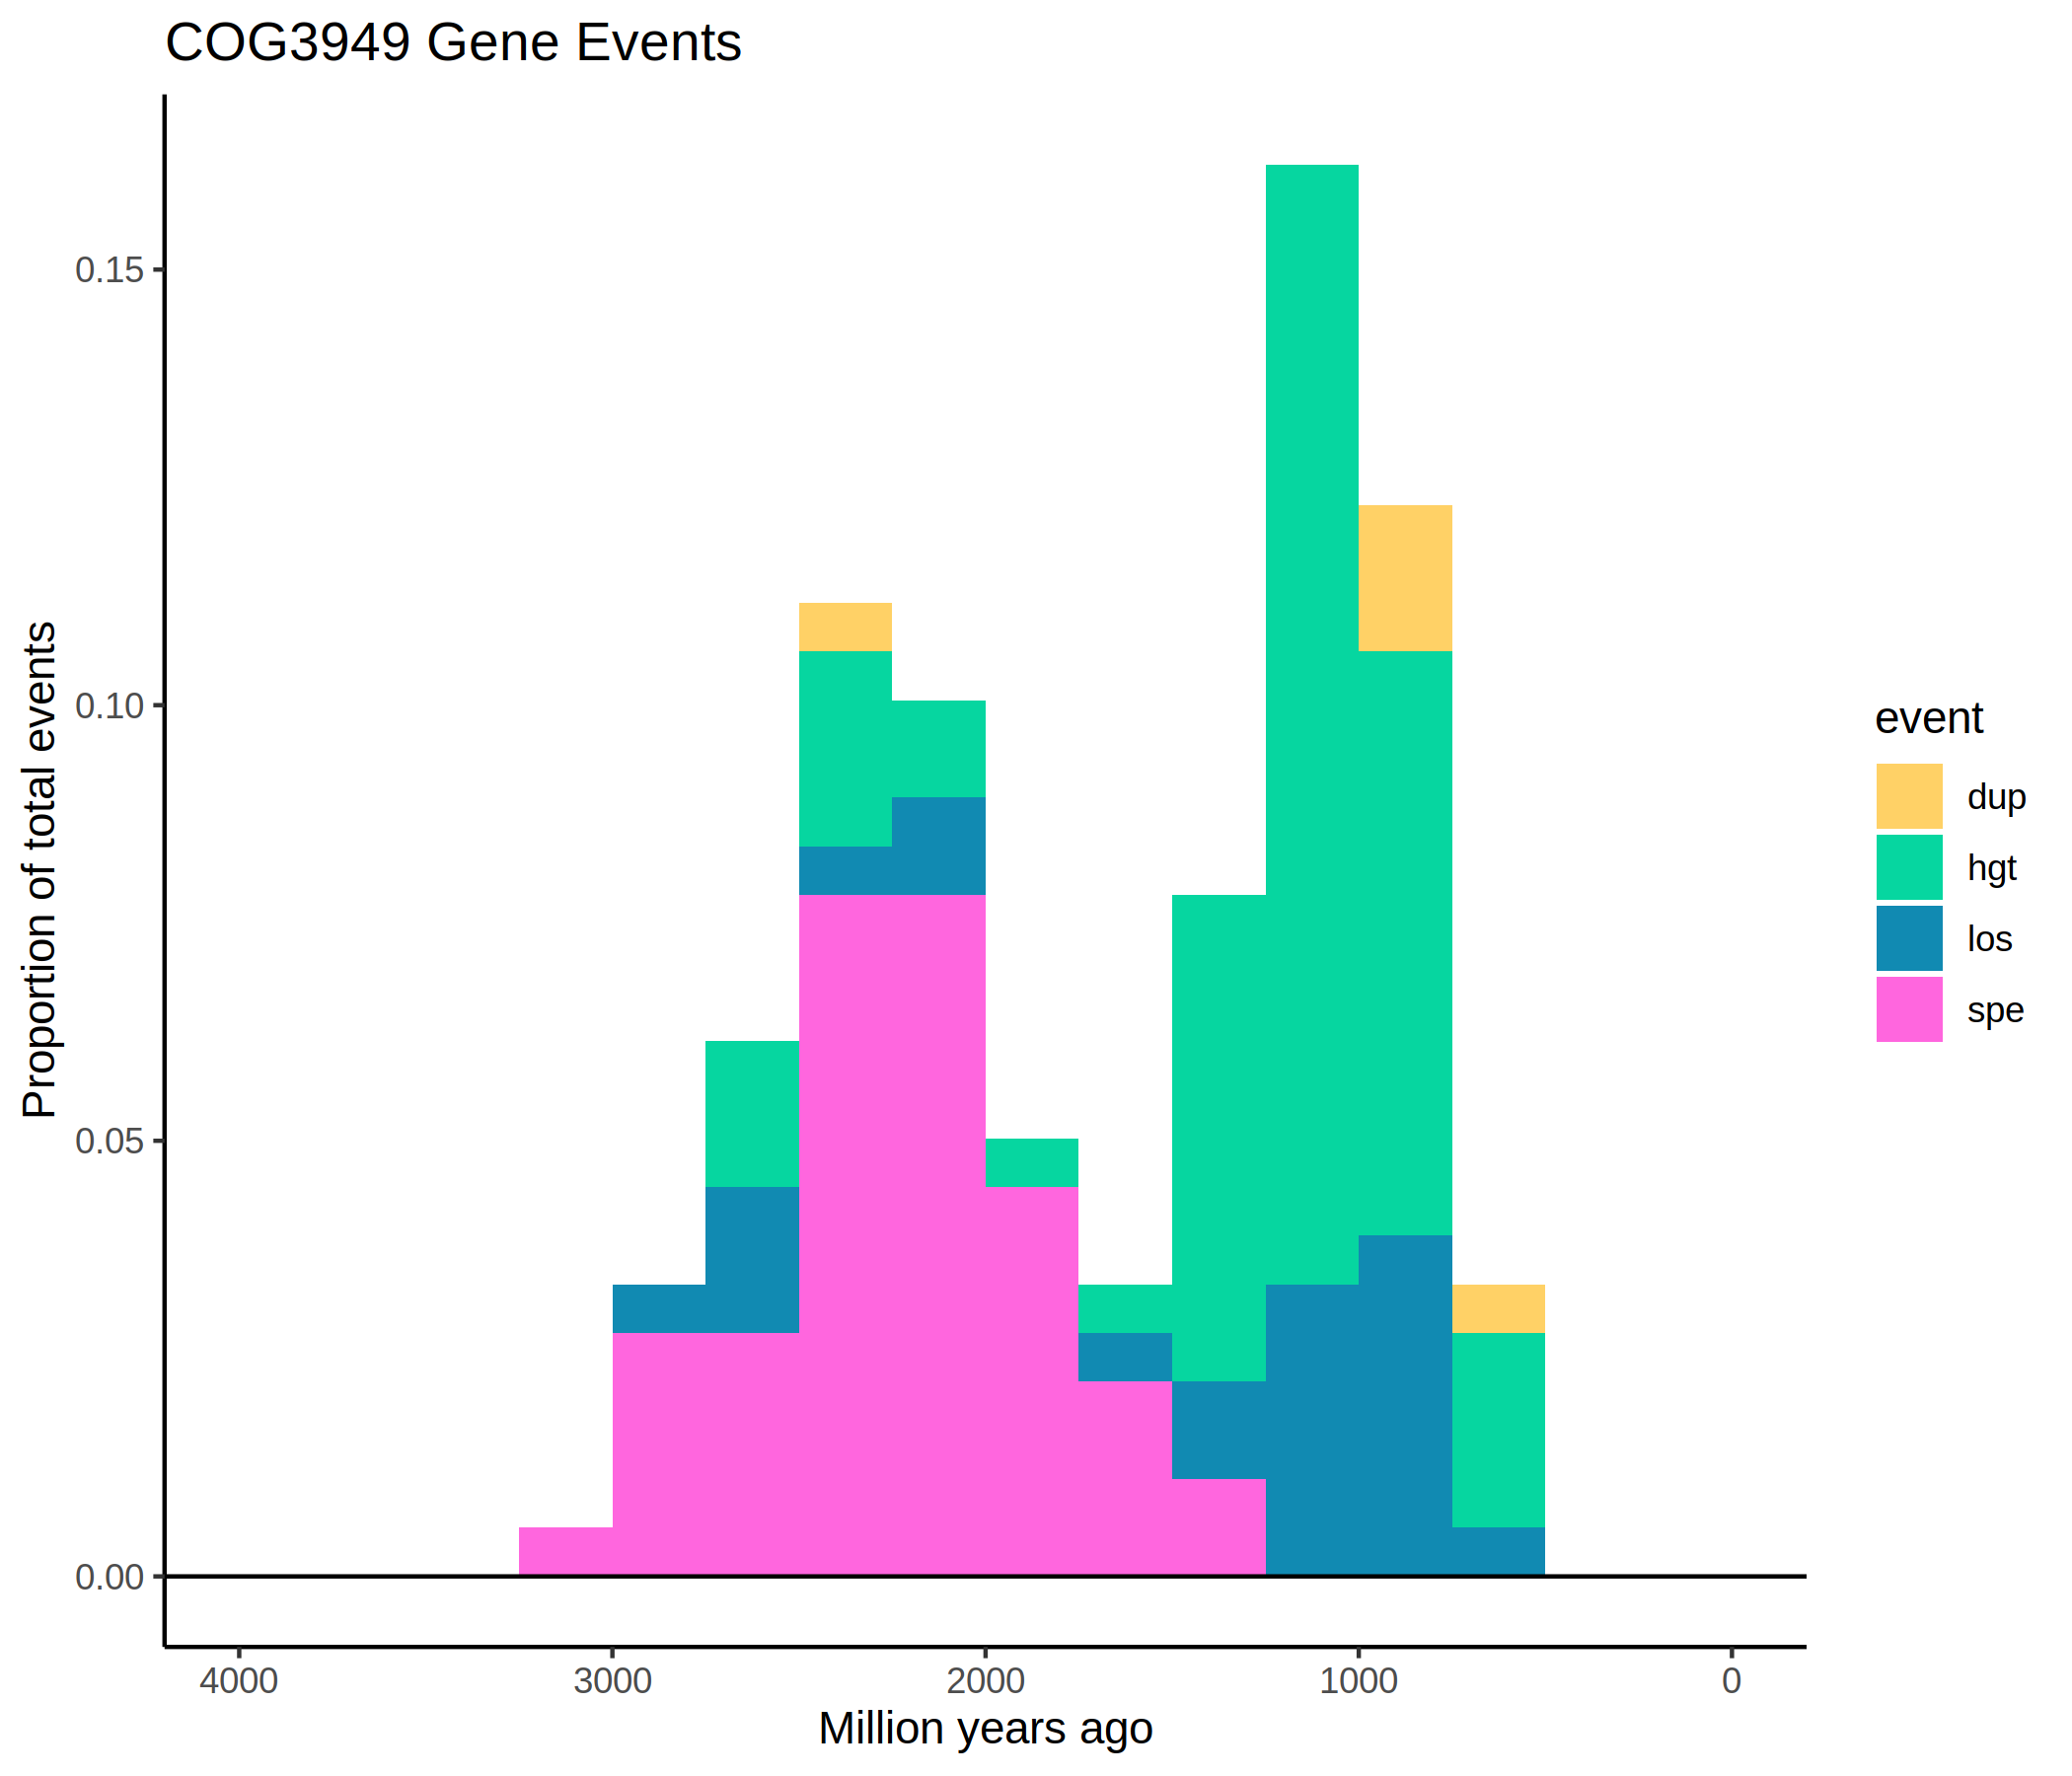 COG3949 Gene Events
Proportion of total events
0.15
0.10
0.05
0.00
4000 3000 2000 1000 0
Million years ago
event
dup
hgt
los
spe